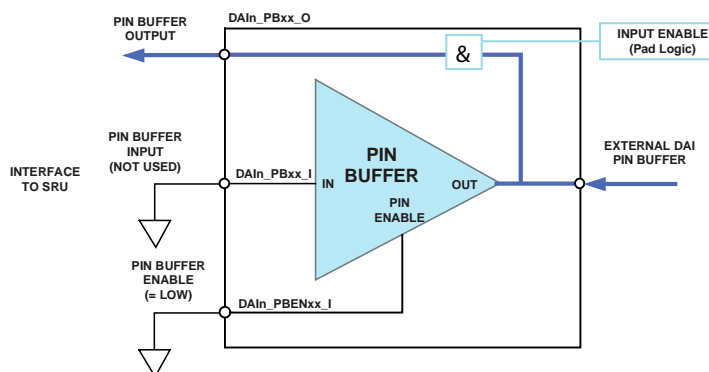 DAIn_PBxx_O
PIN BUFFER
OUTPUT
&
INPUT ENABLE
(Pad Logic)
PIN BUFFER
INPUT
(NOT USED)
INTERFACE
TO SRU
DAIn_PBxx_I
IN
PIN
BUFFER
OUT
PIN
ENABLE
EXTERNAL DAI
PIN BUFFER
PIN BUFFER
ENABLE
(= LOW)
DAIn_PBENxx_I